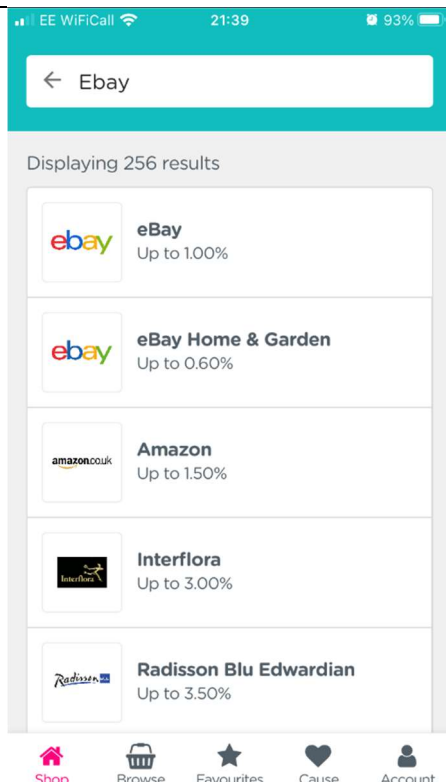 EE WiFiCall 21:39 93%
Ebay
Displaying 256 results
ebay
eBay
Up to 1.00%
ebay
eBay Home & Garden
Up to 0.60%
amazon.co.uk
Amazon
Up to 1.50%
Interflora
Interflora
Up to 3.00%
Radisson
Radisson Blu Edwardian
Up to 3.50%
Shop Browse Favourites Cause Account